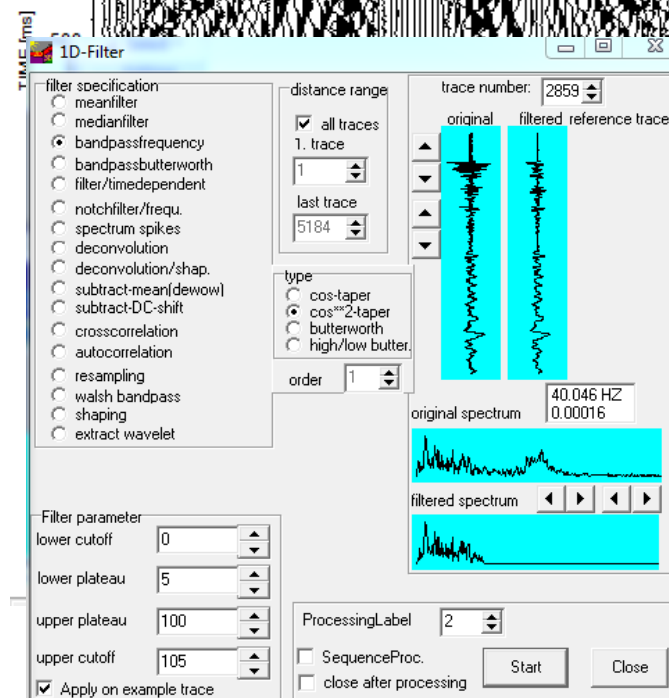 TIME [ms]
500
1D-Filter
filter specification
meanfilter
medianfilter
bandpassfrequency
bandpassbutterworth
filter/timedependent
notchfilter/frequ.
spectrum spikes
deconvolution
deconvolution/shap.
subtract-mean(dewow)
subtract-DC-shift
crosscorrelation
autocorrelation
resampling
walsh bandpass
shaping
extract wavelet
distance range
all traces
1. trace
1
last trace
5184
type
cos-taper
cos**2-taper
butterworth
high/low butter.
order 1
trace number: 2859
original filtered reference trace
40.046 HZ
0.00016
original spectrum
filtered spectrum
Filter parameter
lower cutoff 0
lower plateau 5
upper plateau 100
upper cutoff 105
Apply on example trace
ProcessingLabel 2
SequenceProc.
close after processing
Start
Close